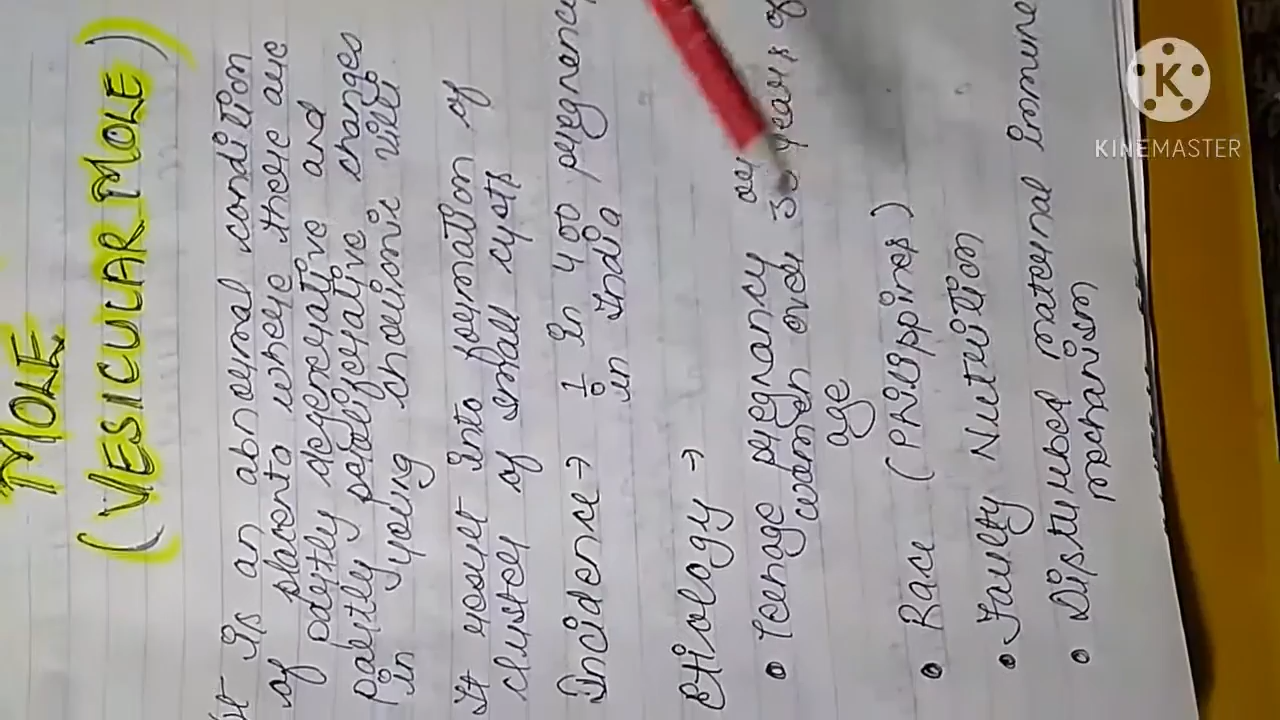 MOLE
(VESICULAR MOLE)
It is an abnormal condition
of placenta where there are
partly degenerative and
partly proliferative changes
in young chorionic villi
It result into formation of
cluster of small cysts
Incidence → 1 in 400 pregnency
in India
Etiology →
• Teenage pregnancy or
women over 35 years of
age
• Race (Philippines)
• Faulty Nutrition
• Disturbed maternal immune
mechanism
K
KINEMASTER